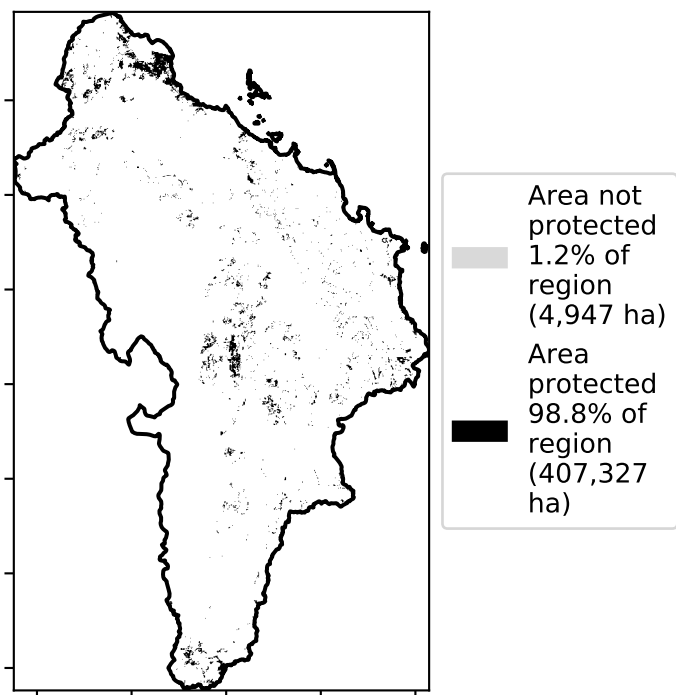 Area not
protected
1.2% of
region
(4,947 ha)
Area
protected
98.8% of
region
(407,327
ha)